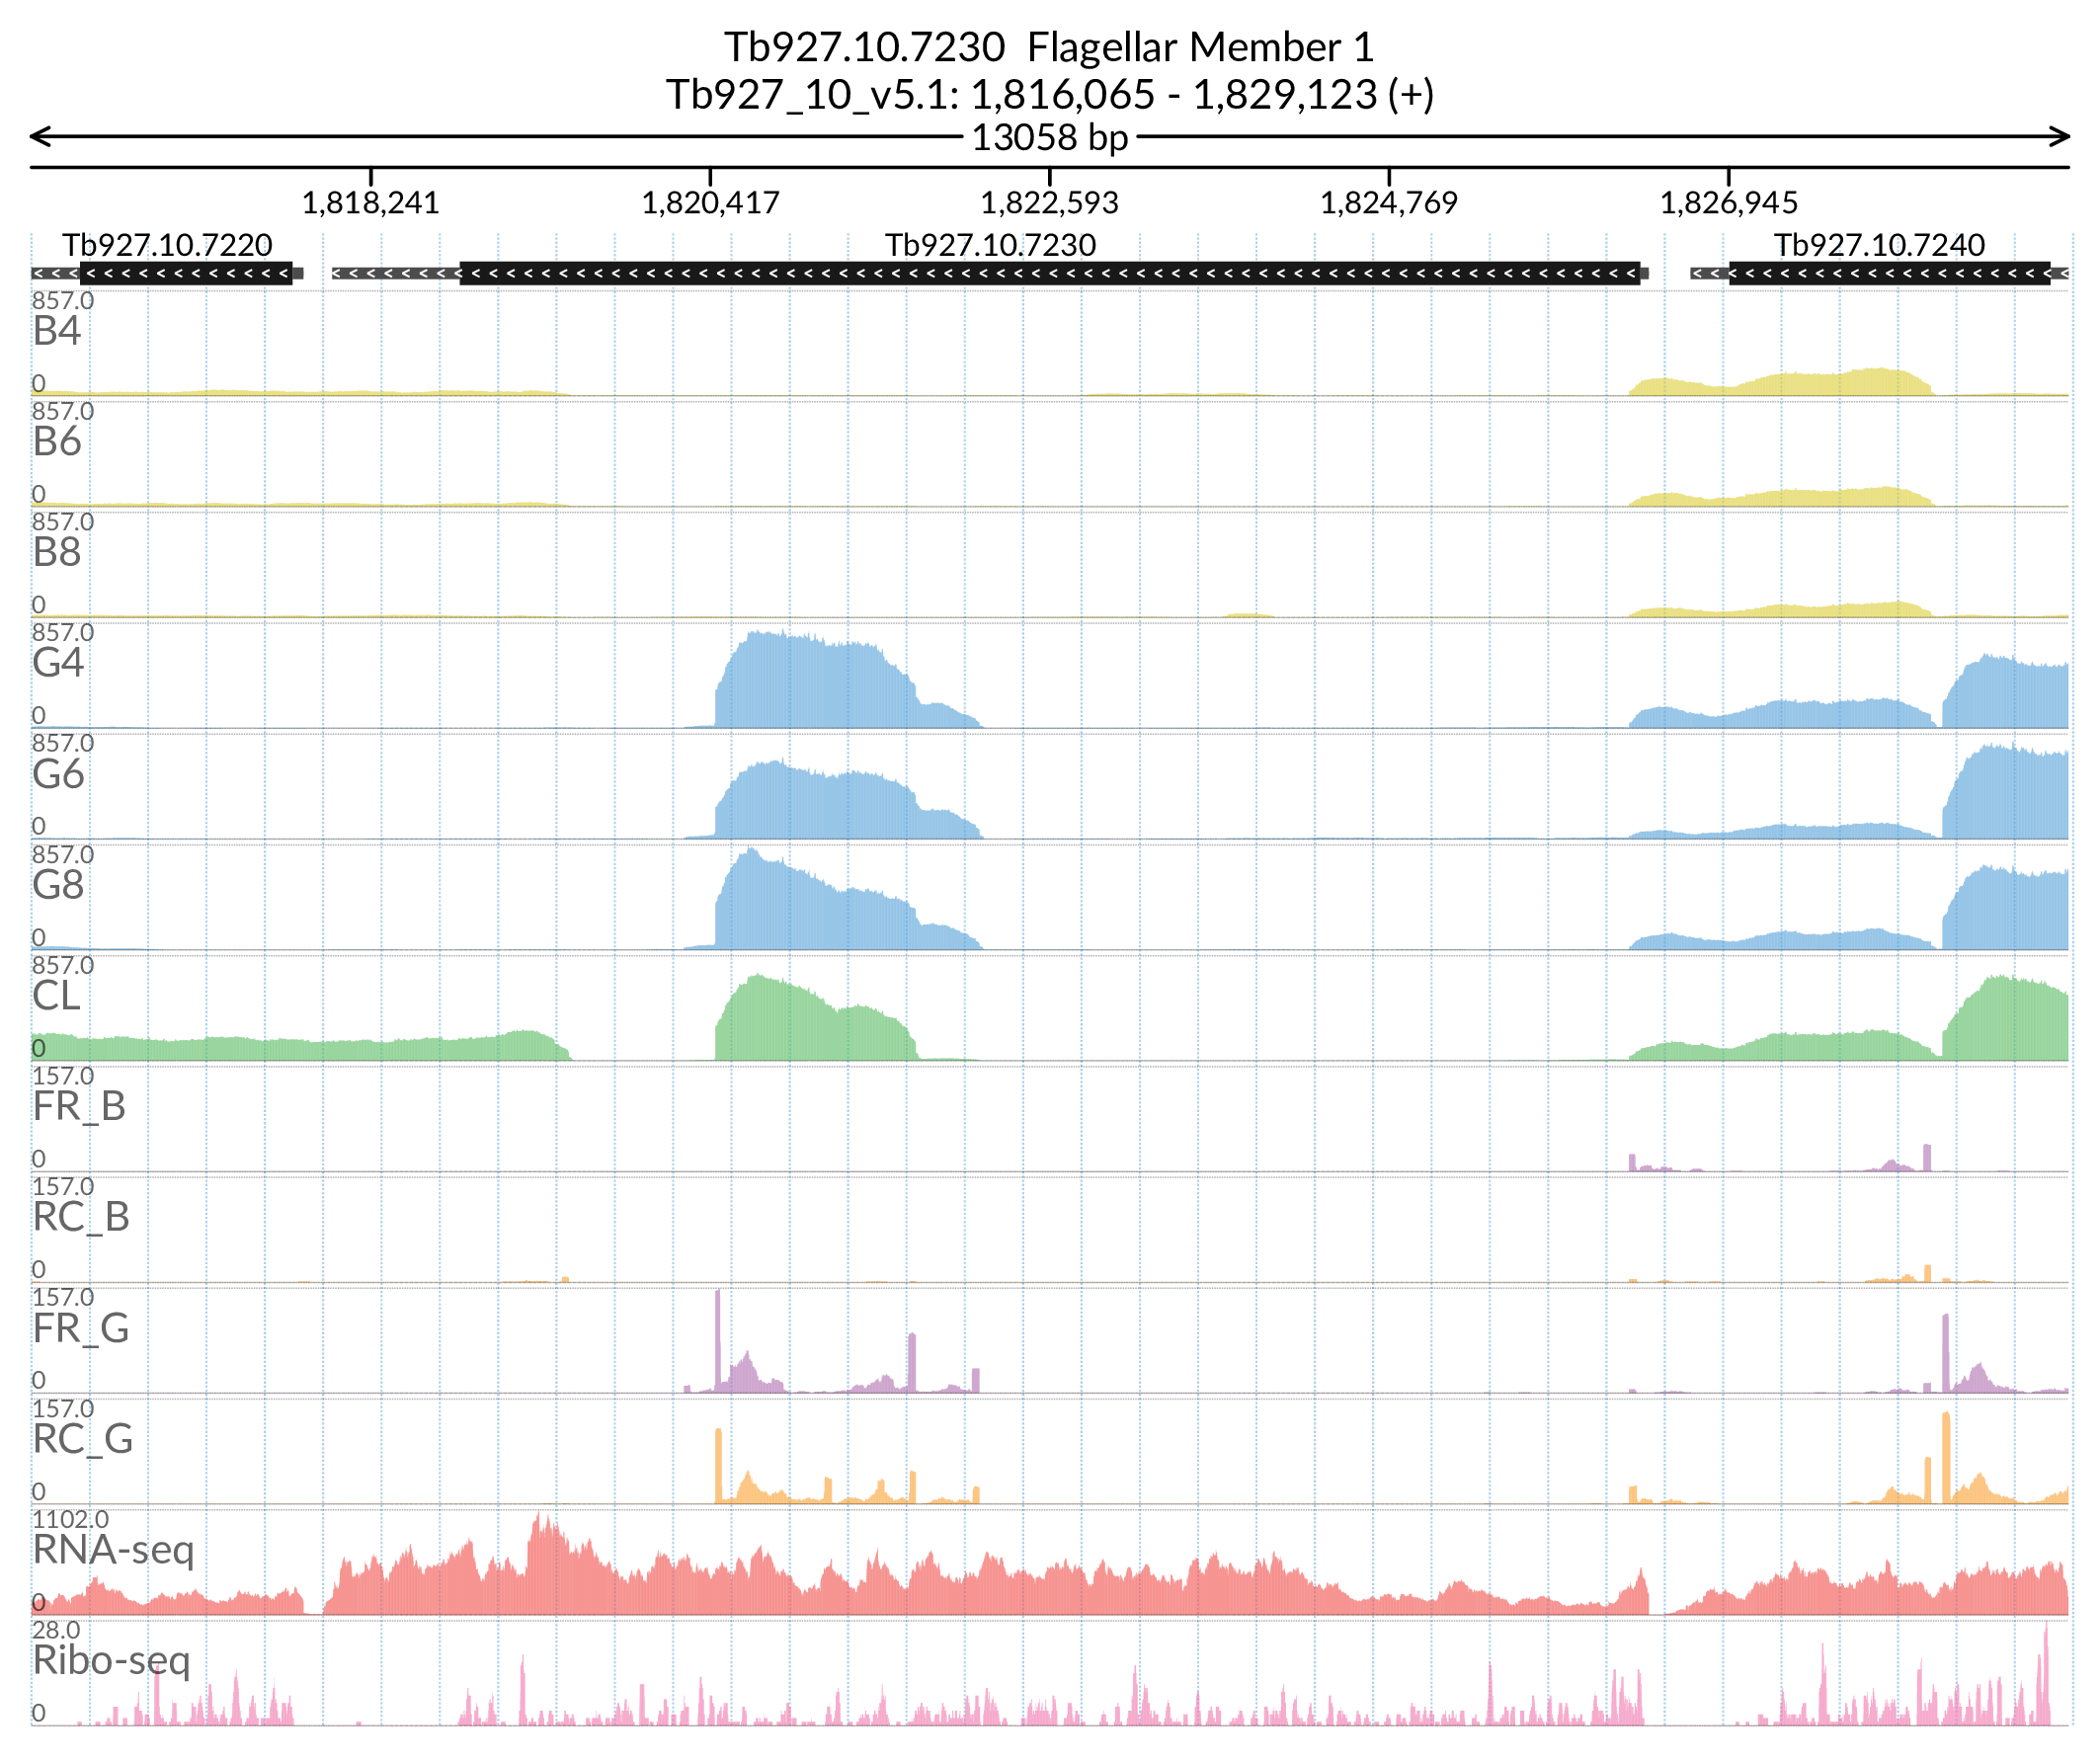 Tb927.10.7230 Flagellar Member 1
Tb927_10_v5.1: 1,816,065 - 1,829,123 (+)
13058 bp
1,818,241 1,820,417 1,822,593 1,824,769 1,826,945
Tb927.10.7220 Tb927.10.7230 Tb927.10.7240
857.0
B4
0
857.0
B6
0
857.0
B8
0
857.0
G4
0
857.0
G6
0
857.0
G8
0
857.0
CL
0
157.0
FR_B
0
157.0
RC_B
0
157.0
FR_G
0
157.0
RC_G
0
1102.0
RNA-seq
0
28.0
Ribo-seq
0